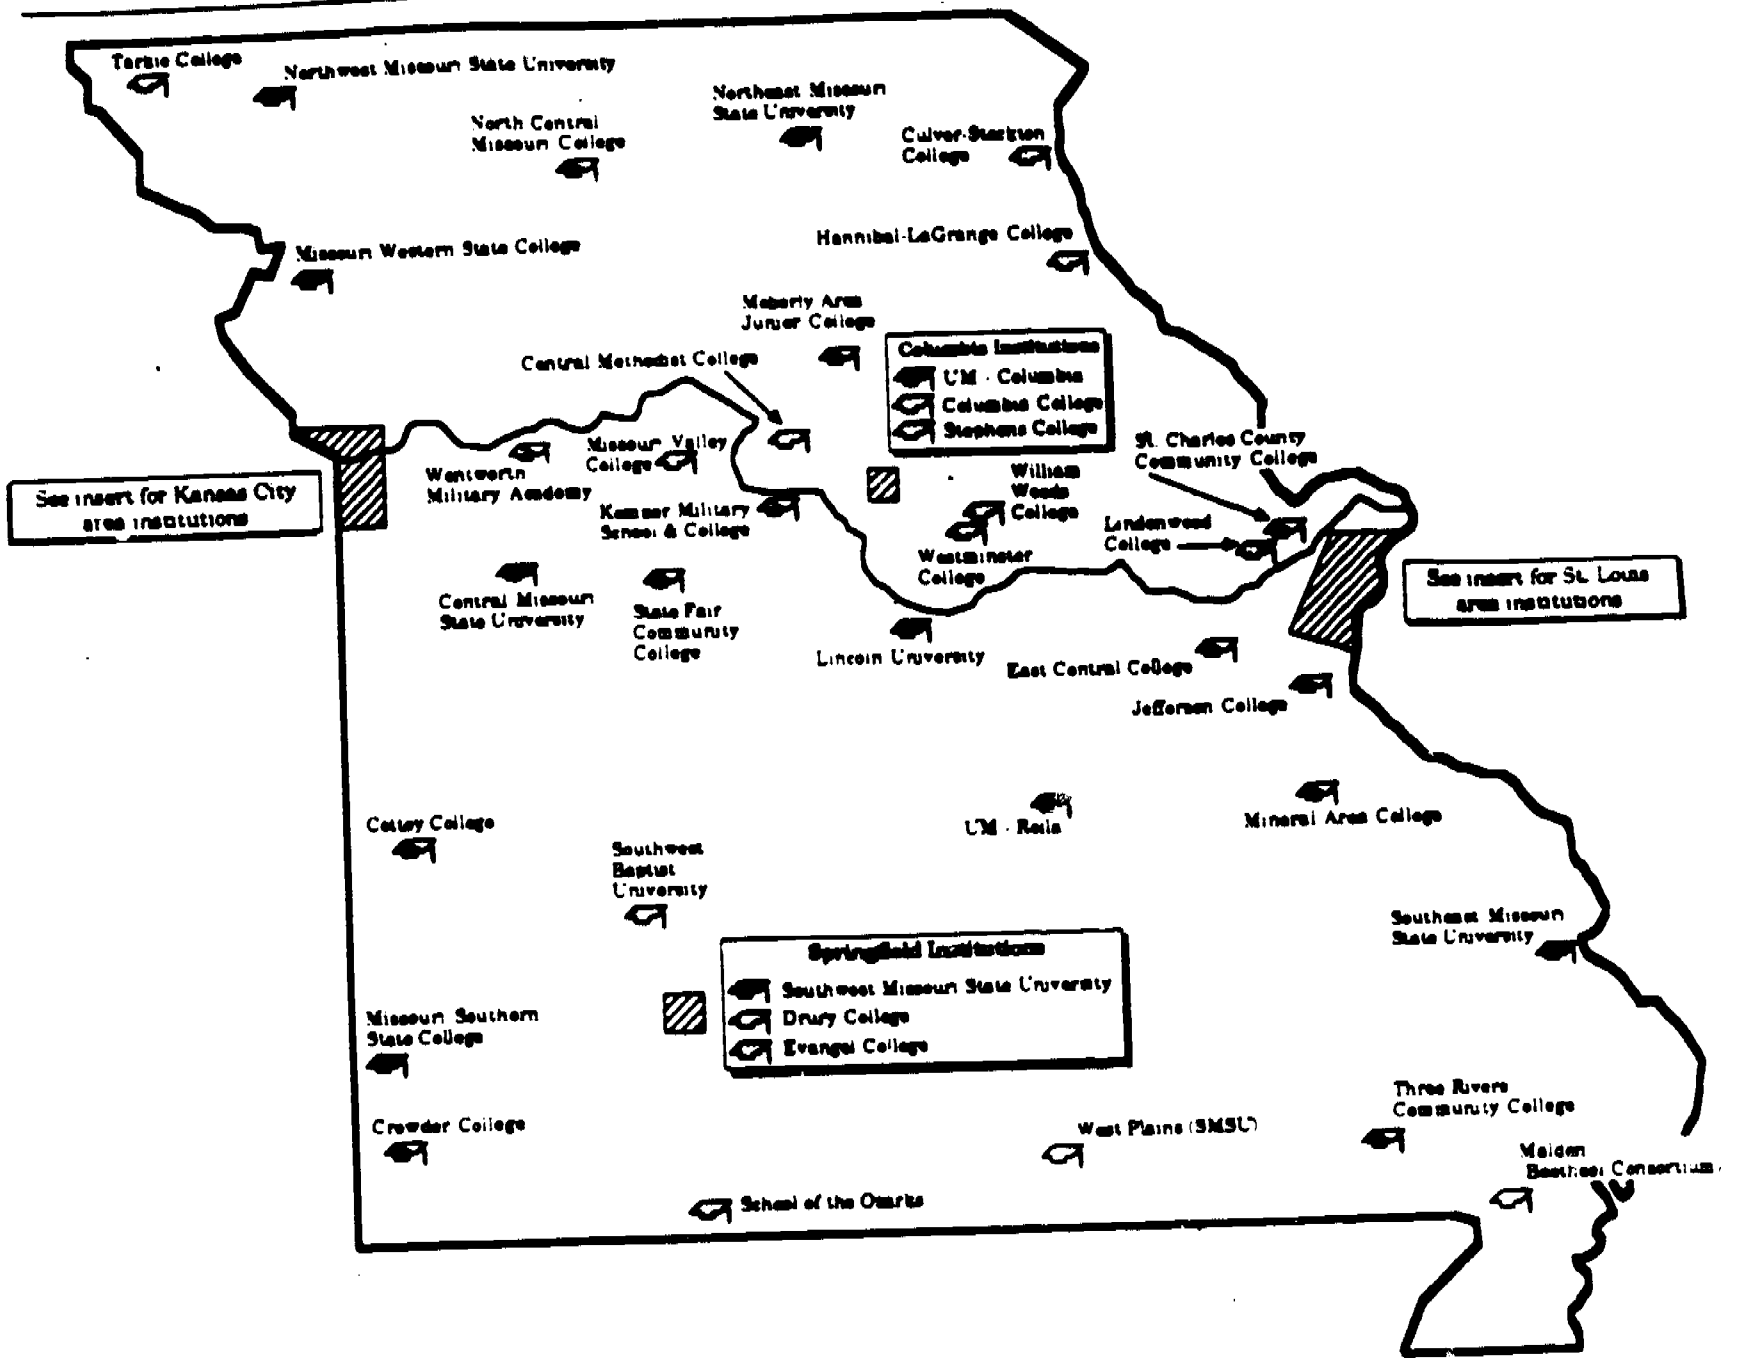 Tarkio College
Northwest Missouri State University
North Central
Missouri College
Northeast Missouri
State University
Culver-Stockton
College
Missouri Western State College
Hannibal-LaGrange College
Moberly Area
Junior College
Central Methodist College
Columbia Institutions
UM - Columbia
Columbia College
Stephens College
St. Charles County
Community College
See insert for Kansas City
area institutions
Wentworth
Military Academy
Missouri Valley
College
Kemper Military
School & College
William
Woods
College
Westminster
College
Lindenwood
College
See insert for St. Louis
area institutions
Central Missouri
State University
State Fair
Community
College
Lincoln University
East Central College
Jefferson College
Cottey College
Southwest
Baptist
University
UM - Rolla
Mineral Area College
Southeast Missouri
State University
Springfield Institutions
Southwest Missouri State University
Drury College
Evangel College
Missouri Southern
State College
Crowder College
West Plains (SMSU)
Three Rivers
Community College
Malden
Bootheel Consortium
School of the Ozarks